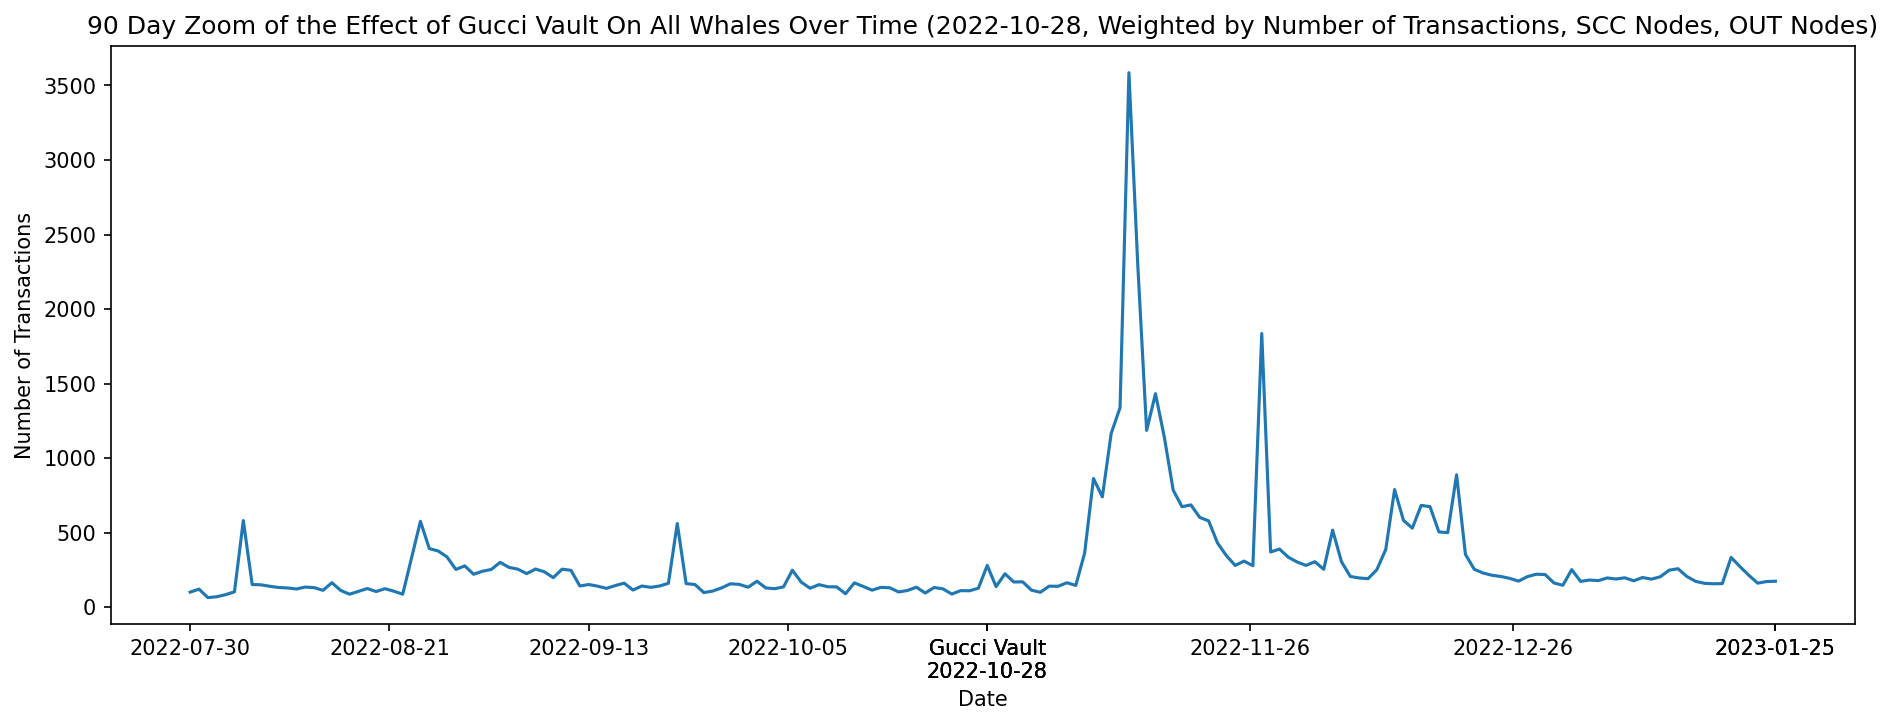 90 Day Zoom of the Effect of Gucci Vault On All Whales Over Time (2022-10-28, Weighted by Number of Transactions, SCC Nodes, OUT Nodes)
Number of Transactions
3500
3000
2500
2000
1500
1000
500
0
2022-07-30 2022-08-21 2022-09-13 2022-10-05 Gucci Vault 2022-11-26 2022-12-26 2023-01-25
2022-10-28
Date